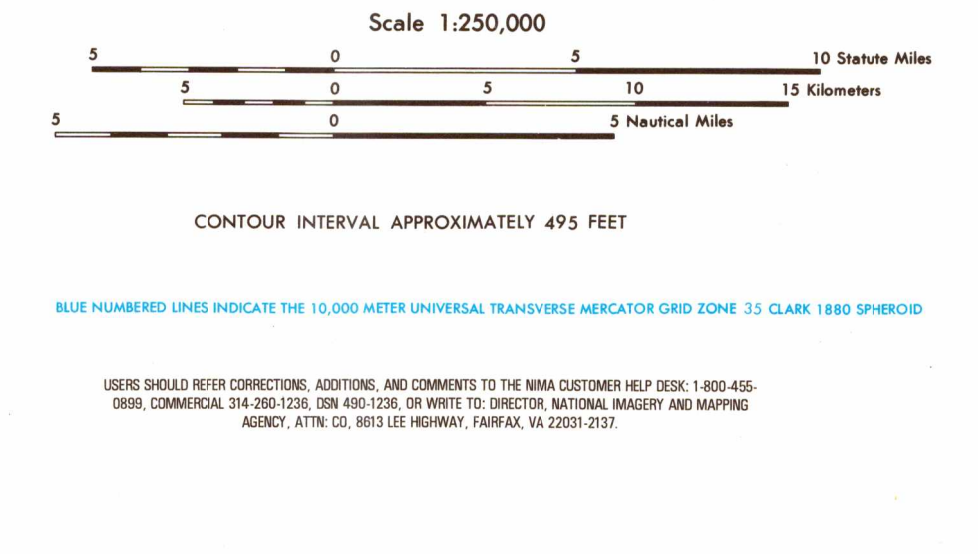 Scale 1:250,000
5 0 5 10 Statute Miles
5 0 5 10 15 Kilometers
5 0 5 Nautical Miles
CONTOUR INTERVAL APPROXIMATELY 495 FEET
BLUE NUMBERED LINES INDICATE THE 10,000 METER UNIVERSAL TRANSVERSE MERCATOR GRID ZONE 35 CLARK 1880 SPHEROID
USERS SHOULD REFER CORRECTIONS, ADDITIONS, AND COMMENTS TO THE NIMA CUSTOMER HELP DESK: 1-800-455-
0899, COMMERCIAL 314-260-1236, DSN 490-1236, OR WRITE TO: DIRECTOR, NATIONAL IMAGERY AND MAPPING
AGENCY, ATTN: CO, 8613 LEE HIGHWAY, FAIRFAX, VA 22031-2137.